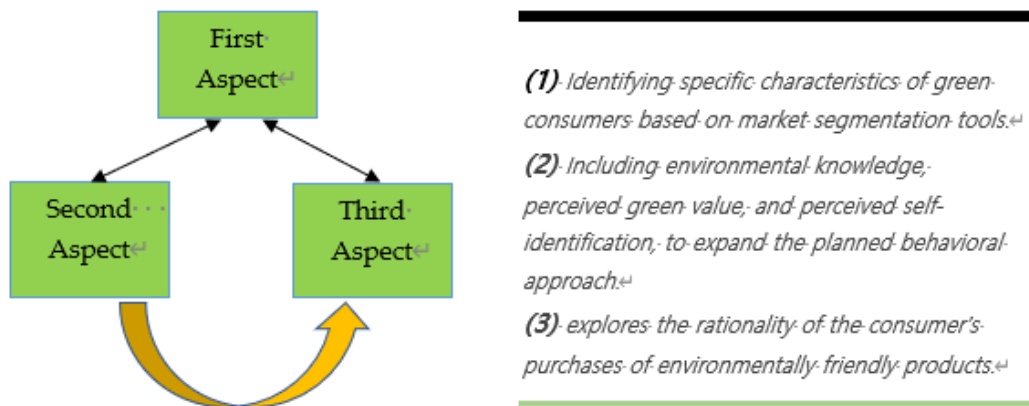 First
Aspect
Second
Aspect
Third
Aspect
(1) Identifying specific characteristics of green
consumers based on market segmentation tools.
(2) Including environmental knowledge,
perceived green value, and perceived self-
identification, to expand the planned behavioral
approach.
(3) explores the rationality of the consumer's
purchases of environmentally friendly products.